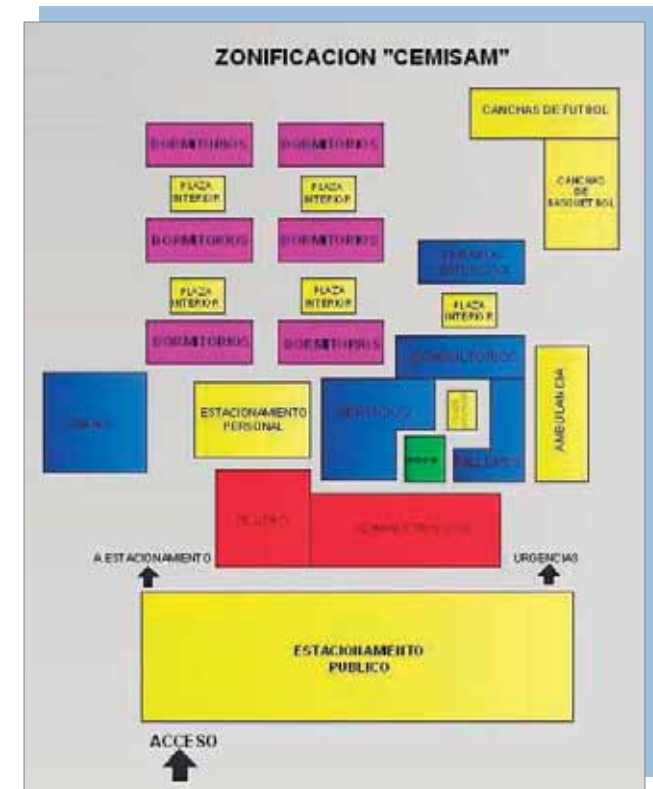 ZONIFICACION "CEMISAM"
CANCHAS DE FUTBOL
DORMITORIOS
DORMITORIOS
CANCHAS
DE
BASQUETBOL
PLAZA
INTERIOR
PLAZA
INTERIOR
DORMITORIOS
DORMITORIOS
PLAZA
INTERIOR
PLAZA
INTERIOR
PLAZA
INTERIOR
DORMITORIOS
DORMITORIOS
CONSULTORIOS
ESTACIONAMIENTO
PERSONAL
SERVICIOS
AMBULANCIA
TALLERES
A ESTACIONAMIENTO
URGENCIAS
ESTACIONAMIENTO
PUBLICO
ACCESO